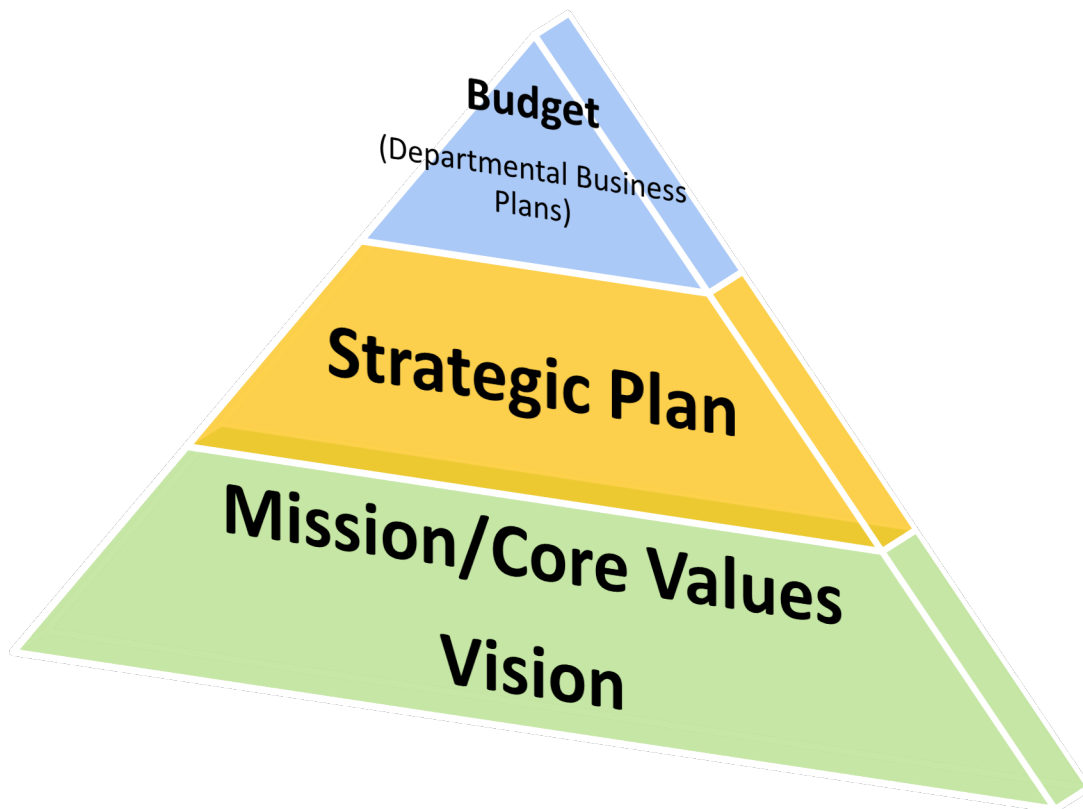 Budget
(Departmental Business
Plans)
Strategic Plan
Mission/Core Values
Vision